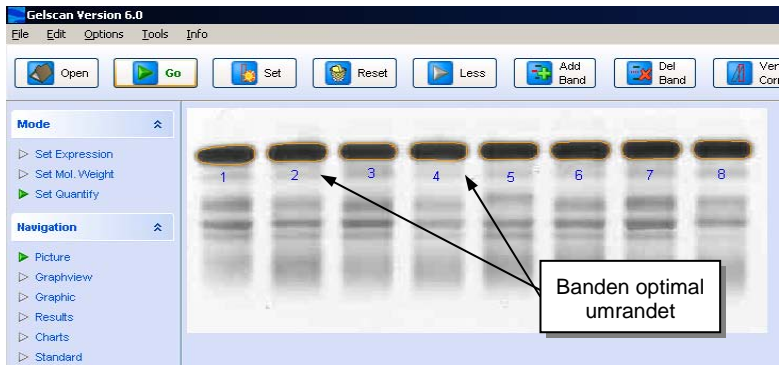 Gelscan Version 6.0
File Edit Options Tools Info
Open Go Set Reset Less Add Band Del Band Ver Corr
Mode
Set Expression
Set Mol. Weight
Set Quantify
Navigation
Picture
Graphview
Graphic
Results
Charts
Standard
1 2 3 4 5 6 7 8
Banden optimal
umrandet